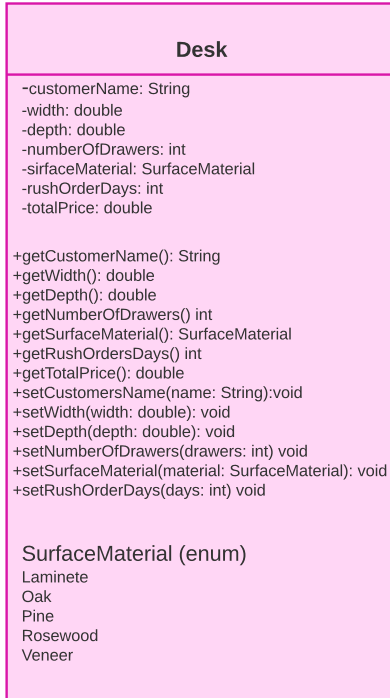 Desk
-customerName: String
-width: double
-depth: double
-numberOfDrawers: int
-sirfaceMaterial: SurfaceMaterial
-rushOrderDays: int
-totalPrice: double
+getCustomerName(): String
+getWidth(): double
+getDepth(): double
+getNumberOfDrawers() int
+getSurfaceMaterial(): SurfaceMaterial
+getRushOrdersDays() int
+getTotalPrice(): double
+setCustomersName(name: String):void
+setWidth(width: double): void
+setDepth(depth: double): void
+setNumberOfDrawers(drawers: int) void
+setSurfaceMaterial(material: SurfaceMaterial): void
+setRushOrderDays(days: int) void
SurfaceMaterial (enum)
Laminete
Oak
Pine
Rosewood
Veneer